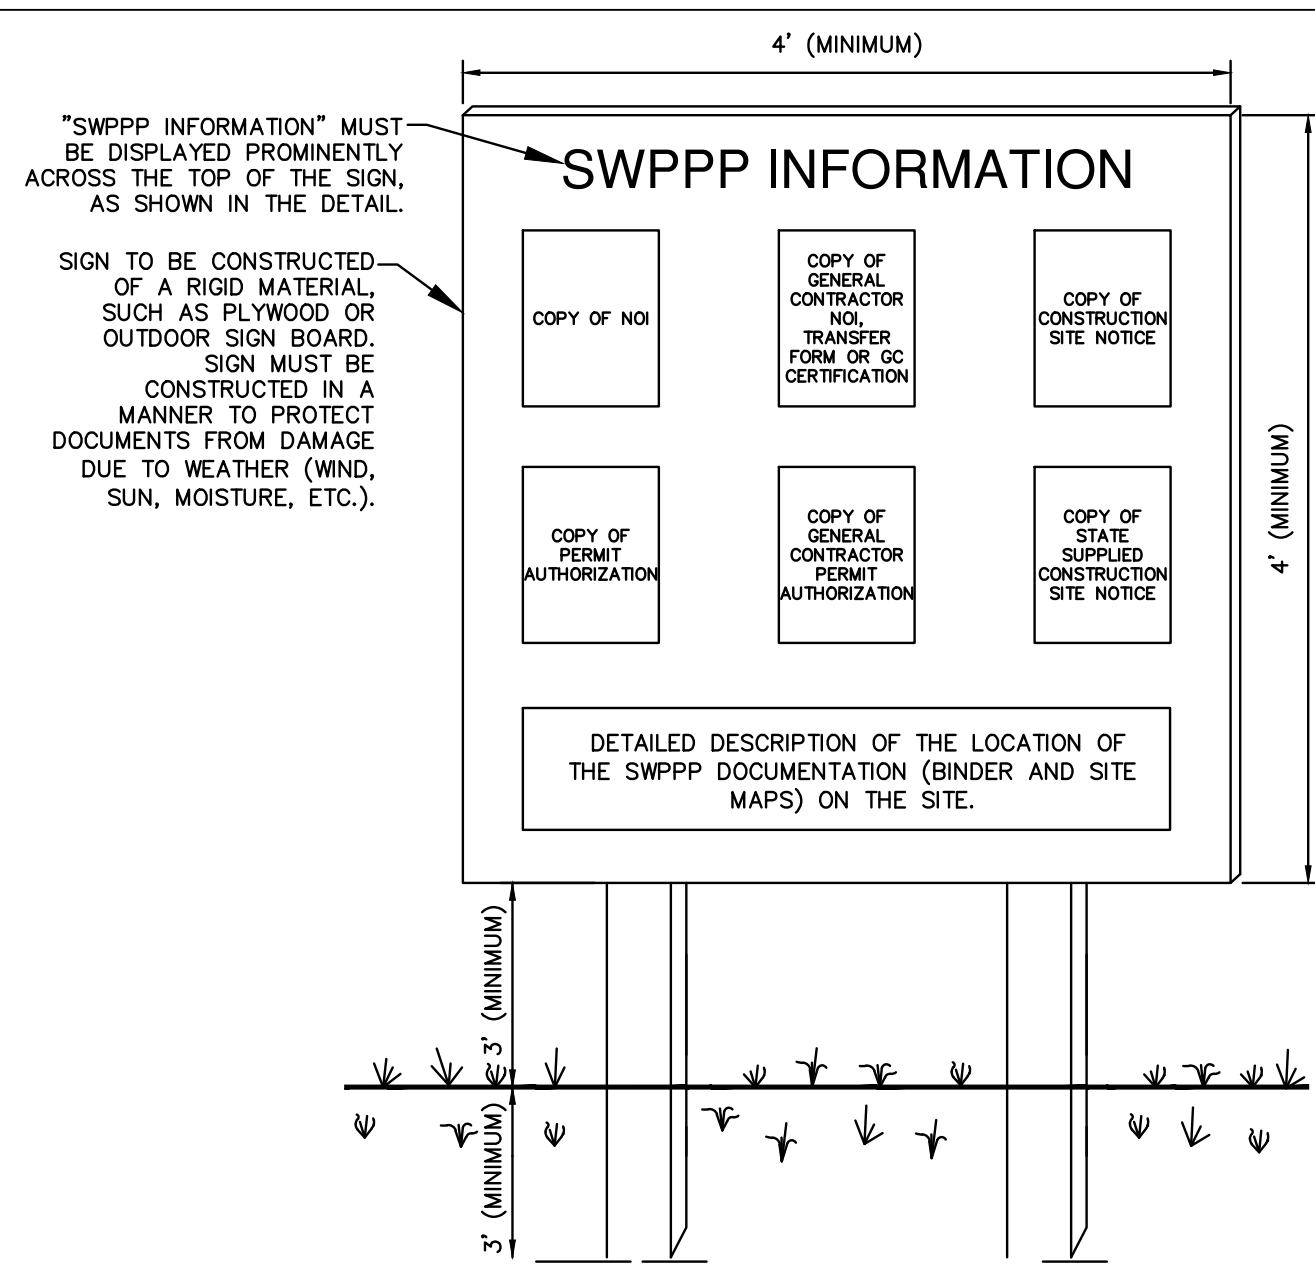 4' (MINIMUM)
"SWPPP INFORMATION" MUST
BE DISPLAYED PROMINENTLY
ACROSS THE TOP OF THE SIGN,
AS SHOWN IN THE DETAIL.
SIGN TO BE CONSTRUCTED
OF A RIGID MATERIAL,
SUCH AS PLYWOOD OR
OUTDOOR SIGN BOARD.
SIGN MUST BE
CONSTRUCTED IN A
MANNER TO PROTECT
DOCUMENTS FROM DAMAGE
DUE TO WEATHER (WIND,
SUN, MOISTURE, ETC.).
SWPPP INFORMATION
COPY OF NOI
COPY OF
GENERAL
CONTRACTOR
NOI,
TRANSFER
FORM OR GC
CERTIFICATION
COPY OF
CONSTRUCTION
SITE NOTICE
COPY OF
PERMIT
AUTHORIZATION
COPY OF
GENERAL
CONTRACTOR
PERMIT
AUTHORIZATION
COPY OF
STATE
SUPPLIED
CONSTRUCTION
SITE NOTICE
DETAILED DESCRIPTION OF THE LOCATION OF
THE SWPPP DOCUMENTATION (BINDER AND SITE
MAPS) ON THE SITE.
4' (MINIMUM)
3' (MINIMUM)
3' (MINIMUM)